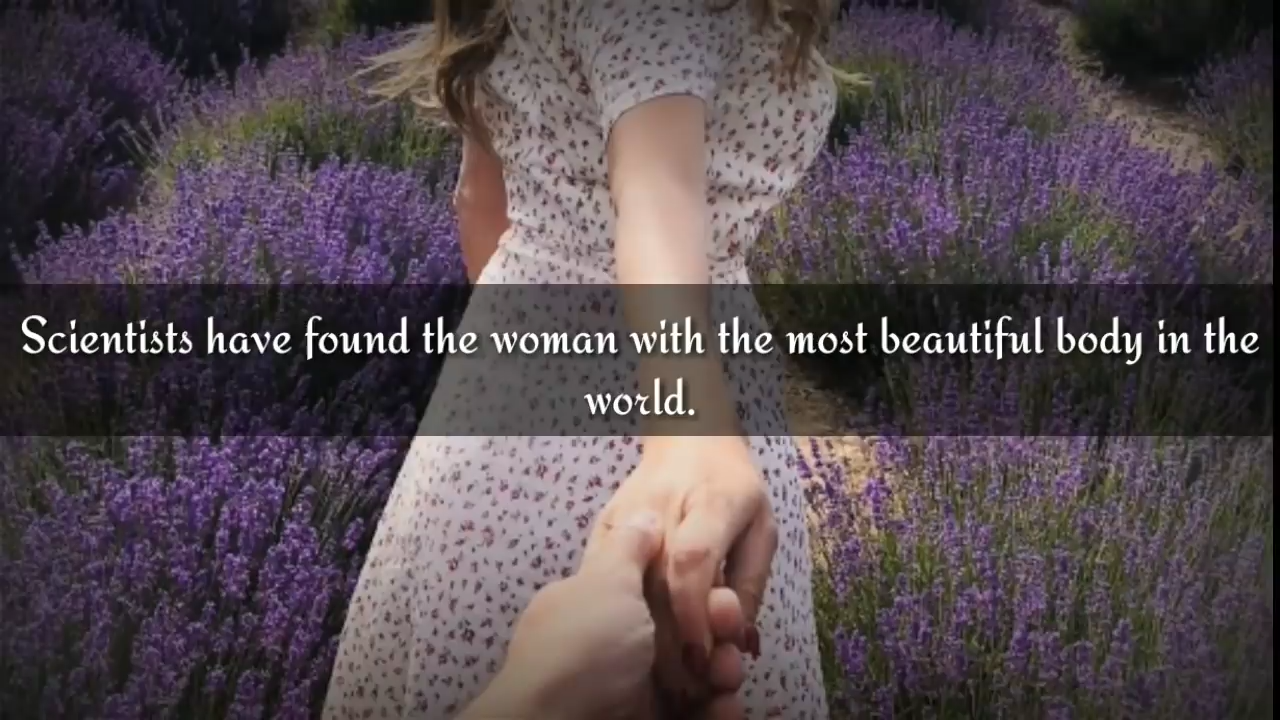 Scientists have found the woman with the most beautiful body in the
world.